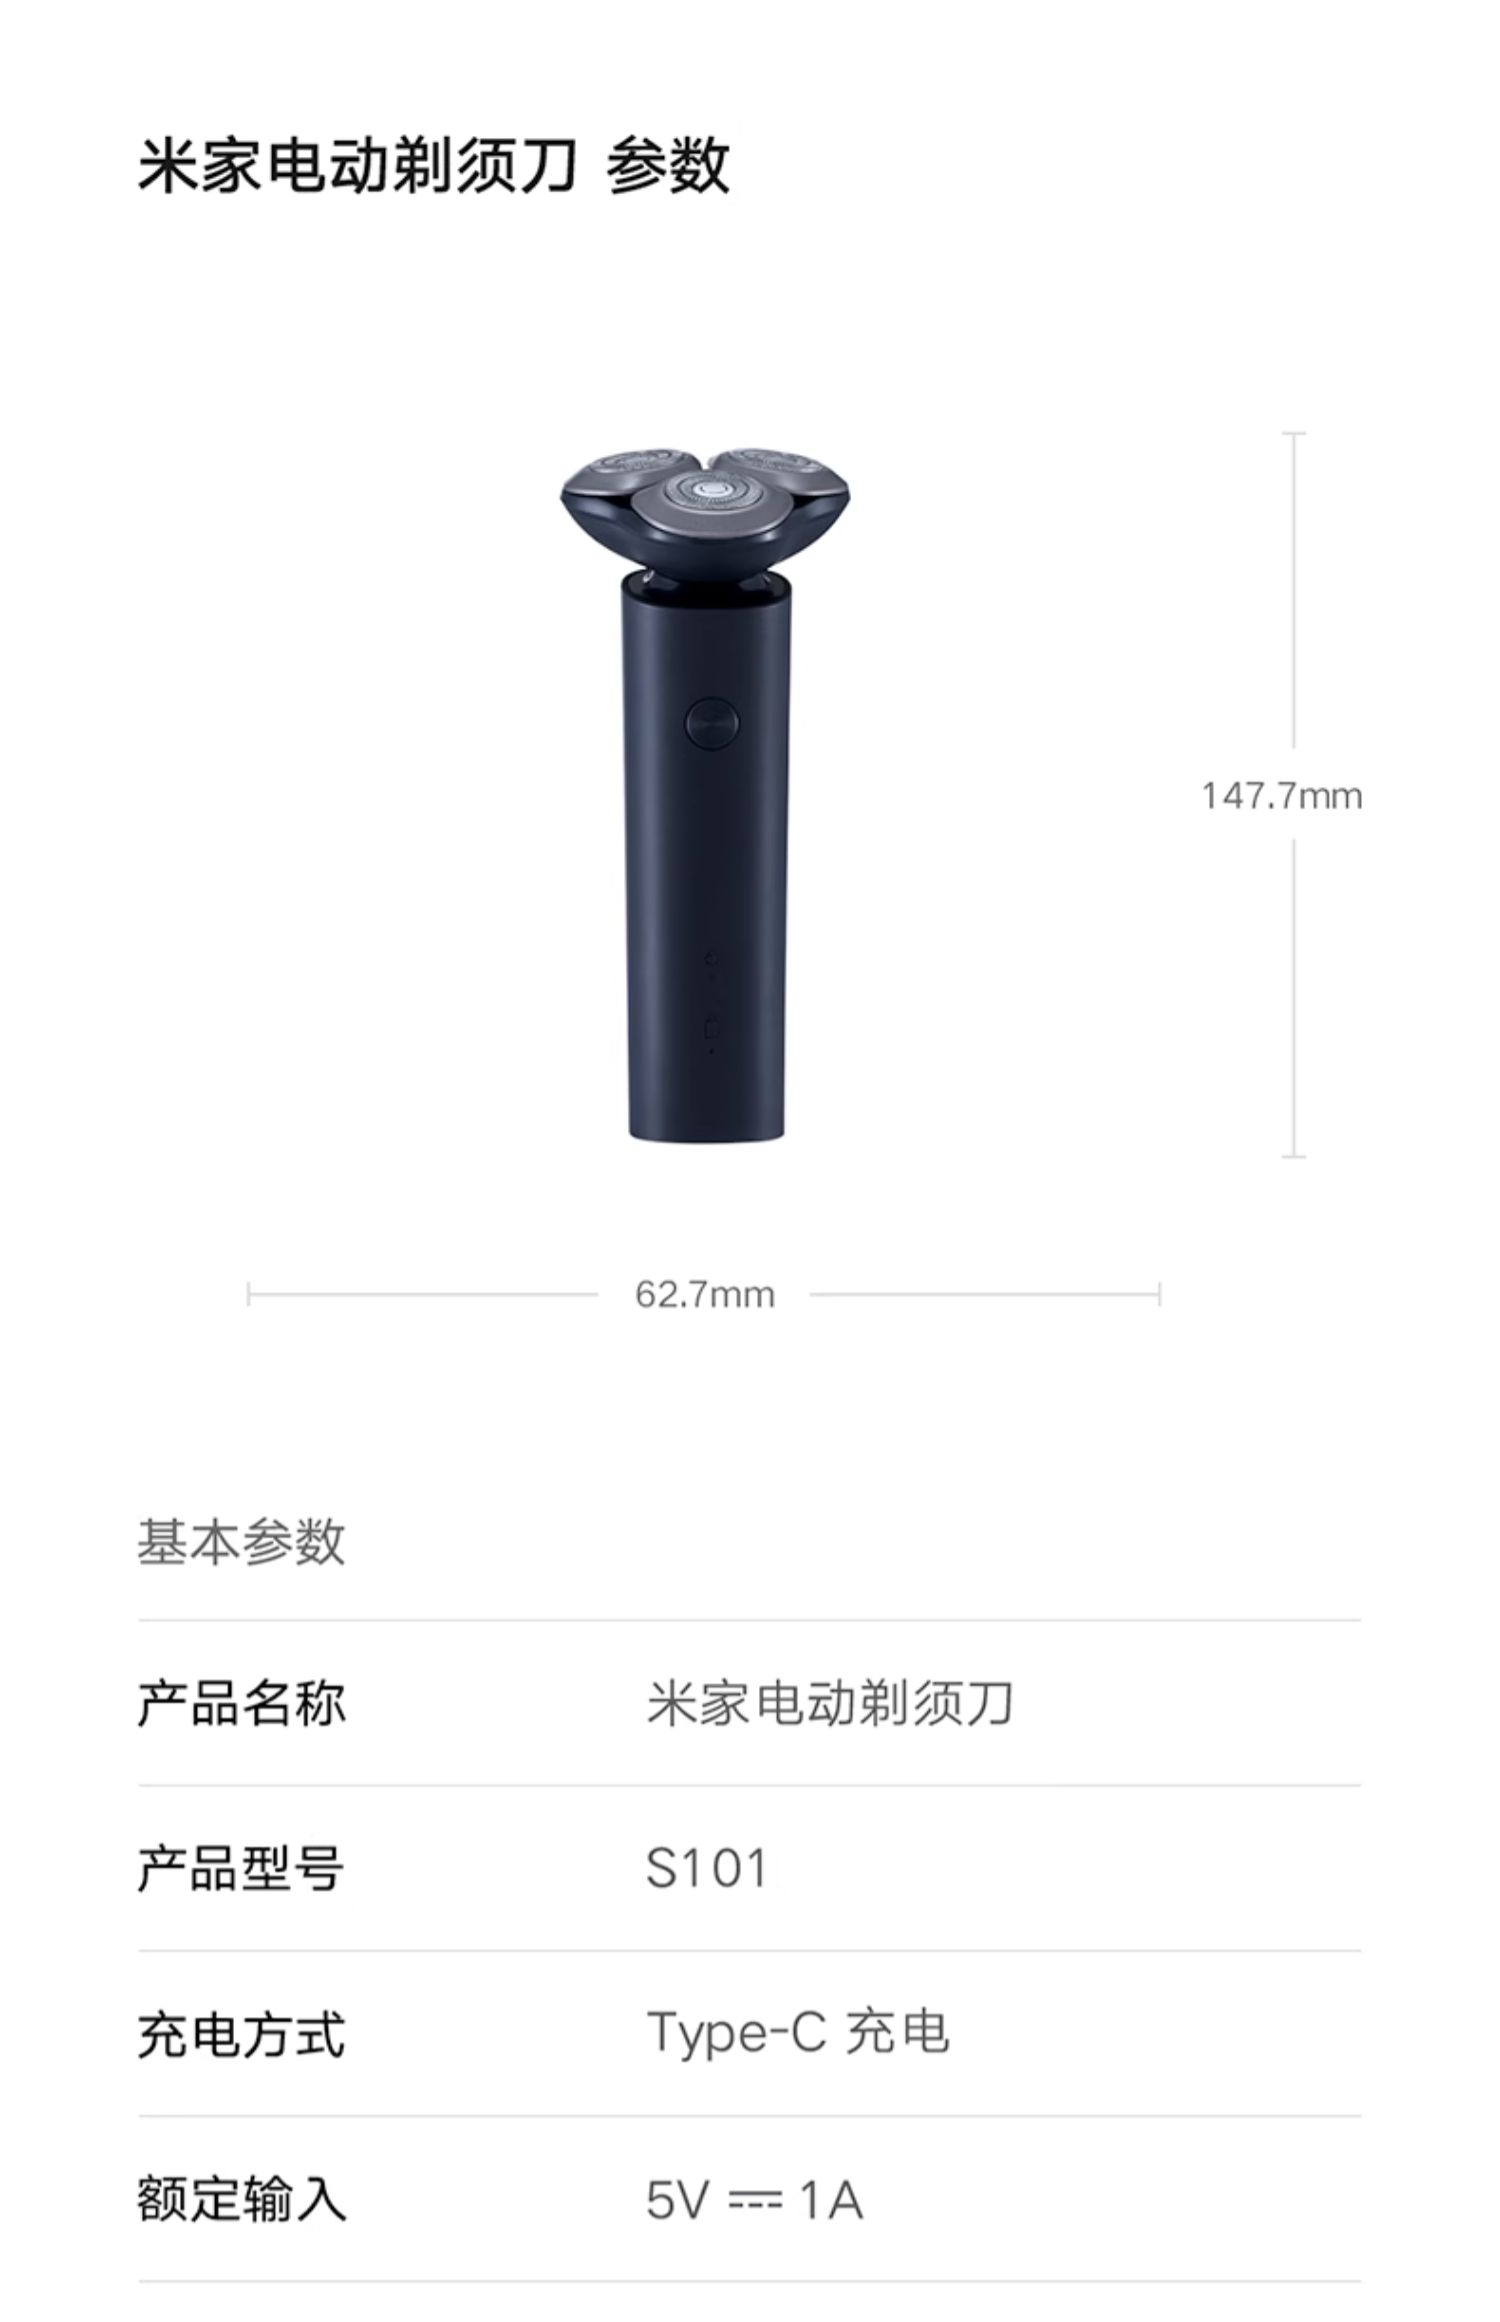 米家电动剃须刀 参数
147.7mm
62.7mm
基本参数
产品名称 米家电动剃须刀
产品型号 S101
充电方式 Type-C 充电
额定输入 5V ⎓ 1A